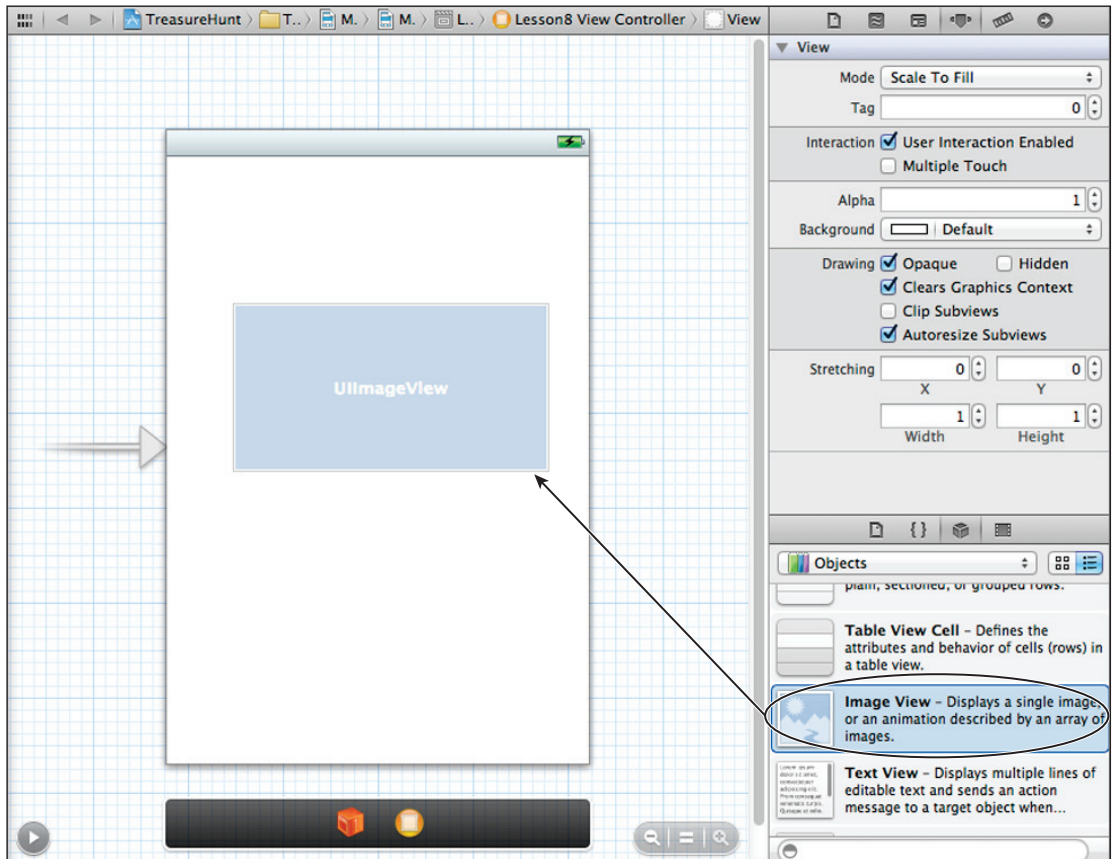 TreasureHunt T.. M. M. L.. Lesson8 View Controller View
UIImageView
View
Mode Scale To Fill
Tag 0
Interaction User Interaction Enabled
Multiple Touch
Alpha 1
Background Default
Drawing Opaque Hidden
Clears Graphics Context
Clip Subviews
Autoresize Subviews
Stretching 0 0
X Y
1 1
Width Height
{}
Objects
plain, sectioned, or grouped rows.
Table View Cell – Defines the
attributes and behavior of cells (rows) in
a table view.
Image View – Displays a single image,
or an animation described by an array of
images.
Text View – Displays multiple lines of
editable text and sends an action
message to a target object when...